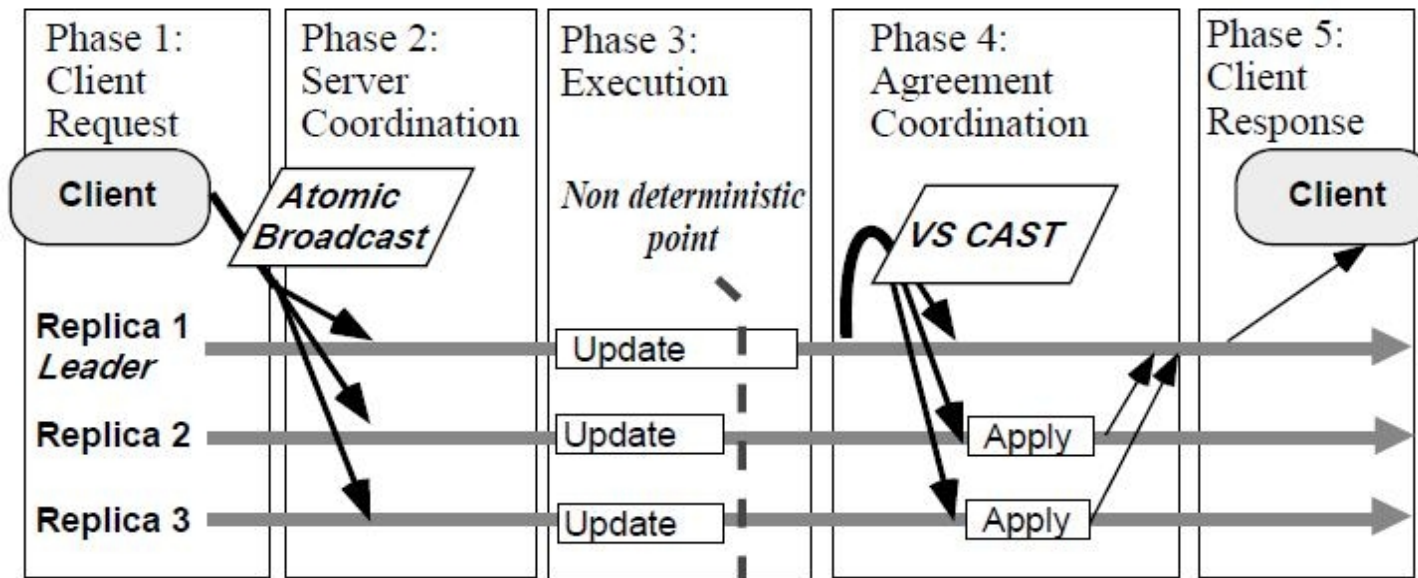 Phase 1:
Client
Request
Phase 2:
Server
Coordination
Phase 3:
Execution
Phase 4:
Agreement
Coordination
Phase 5:
Client
Response
Client
Atomic
Broadcast
Non deterministic
point
VS CAST
Client
Replica 1
Leader
Update
Replica 2
Update
Apply
Replica 3
Update
Apply